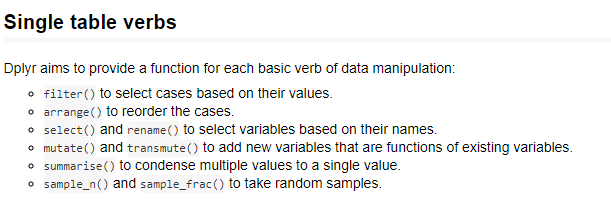 Single table verbs
Dplyr aims to provide a function for each basic verb of data manipulation:
filter() to select cases based on their values.
arrange() to reorder the cases.
select() and rename() to select variables based on their names.
mutate() and transmute() to add new variables that are functions of existing variables.
summarise() to condense multiple values to a single value.
sample_n() and sample_frac() to take random samples.